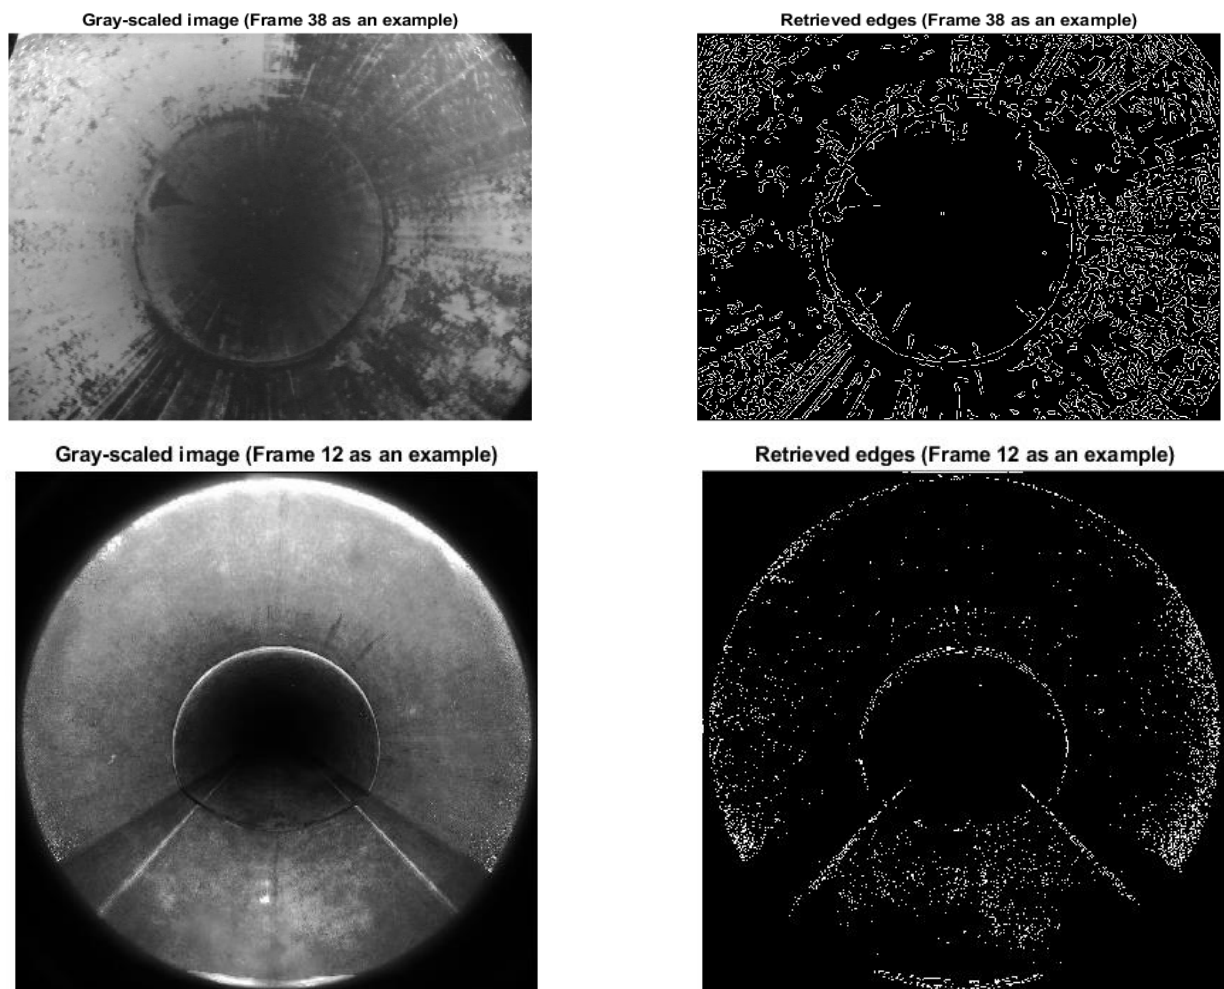 Gray-scaled image (Frame 38 as an example)
Retrieved edges (Frame 38 as an example)
Gray-scaled image (Frame 12 as an example)
Retrieved edges (Frame 12 as an example)